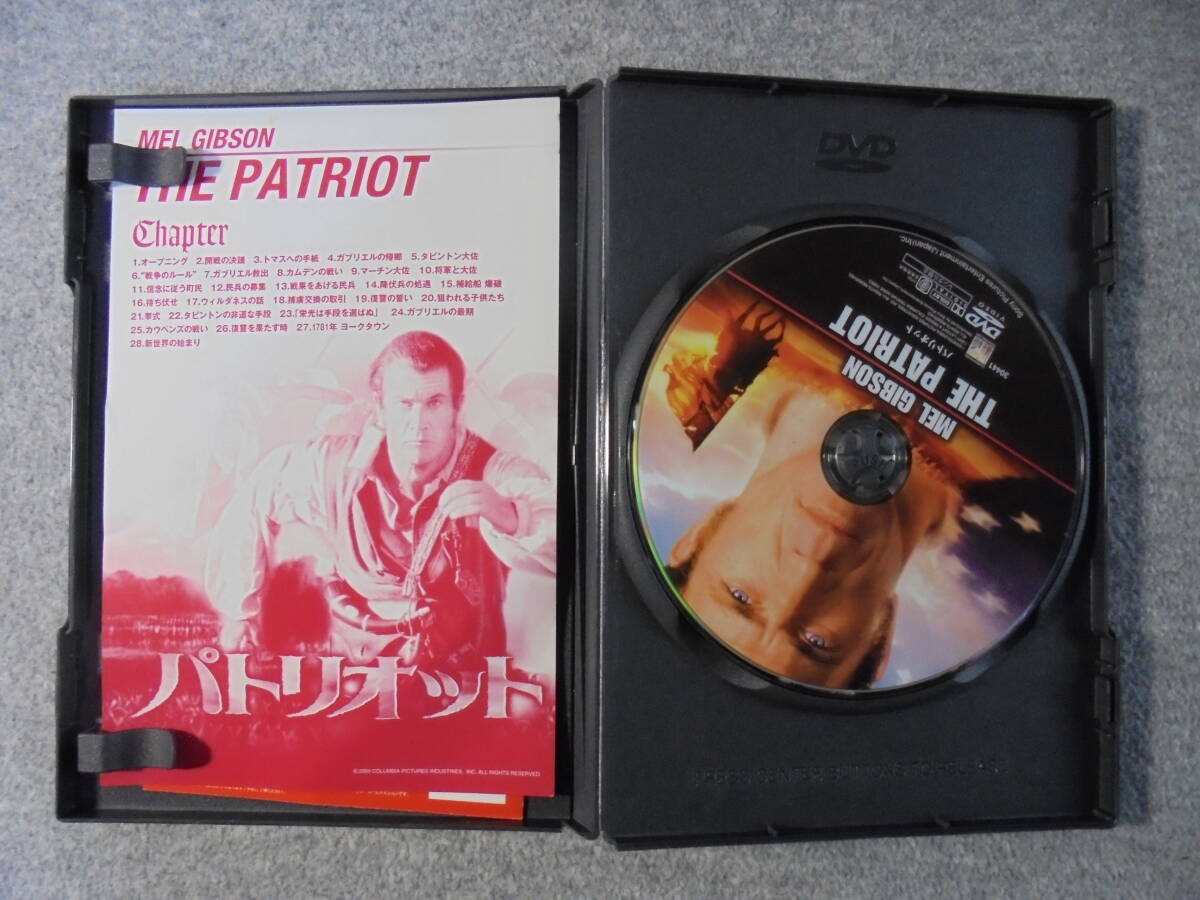 MEL GIBSON
THE PATRIOT
Chapter
1.オープニング 2.開戦の決議 3.トマスへの手紙 4.ガブリエルの帰郷 5.タビントン大佐
6."戦争のルール" 7.ガブリエル救出 8.カムデンの戦い 9.マーチン大佐 10.将軍と大佐
11.信念に従う町民 12.民兵の募集 13.戦果をあげる民兵 14.降伏兵の処遇 15.補給船 爆破
16.待ち伏せ 17.ウィルダネスの話 18.捕虜交換の取引 19.復讐の誓い 20.狙われる子供たち
21.挙式 22.タビントンの非道な手段 23.「栄光は手段を選ばぬ」 24.ガブリエルの最期
25.カウペンズの戦い 26.復讐を果たす時 27.1781年 ヨークタウン
28.新世界の始まり
パトリオット
©2000 COLUMBIA PICTURES INDUSTRIES, INC. ALL RIGHTS RESERVED.
DVD
MEL GIBSON
THE PATRIOT
パトリオット
30441
DVD
VIDEO
Sony Pictures Entertainment (Japan) Inc.
PRESS CENTER BUTTONS TO RELEASE